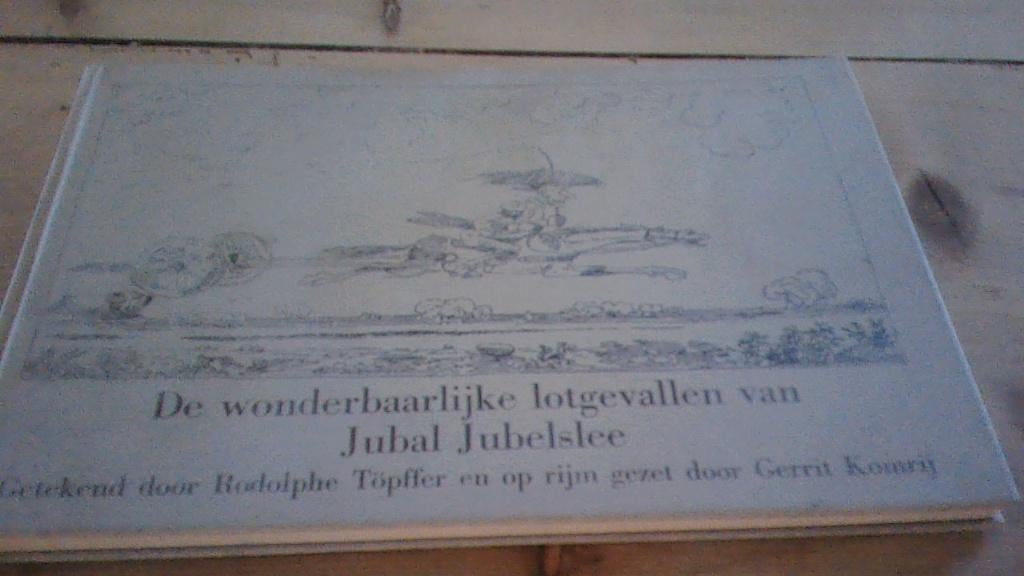 De wonderbaarlijke lotgevallen van
Jubal Jubelslee
Getekend door Rodolphe Töpffer en op rijm gezet door Gerrit Komrij